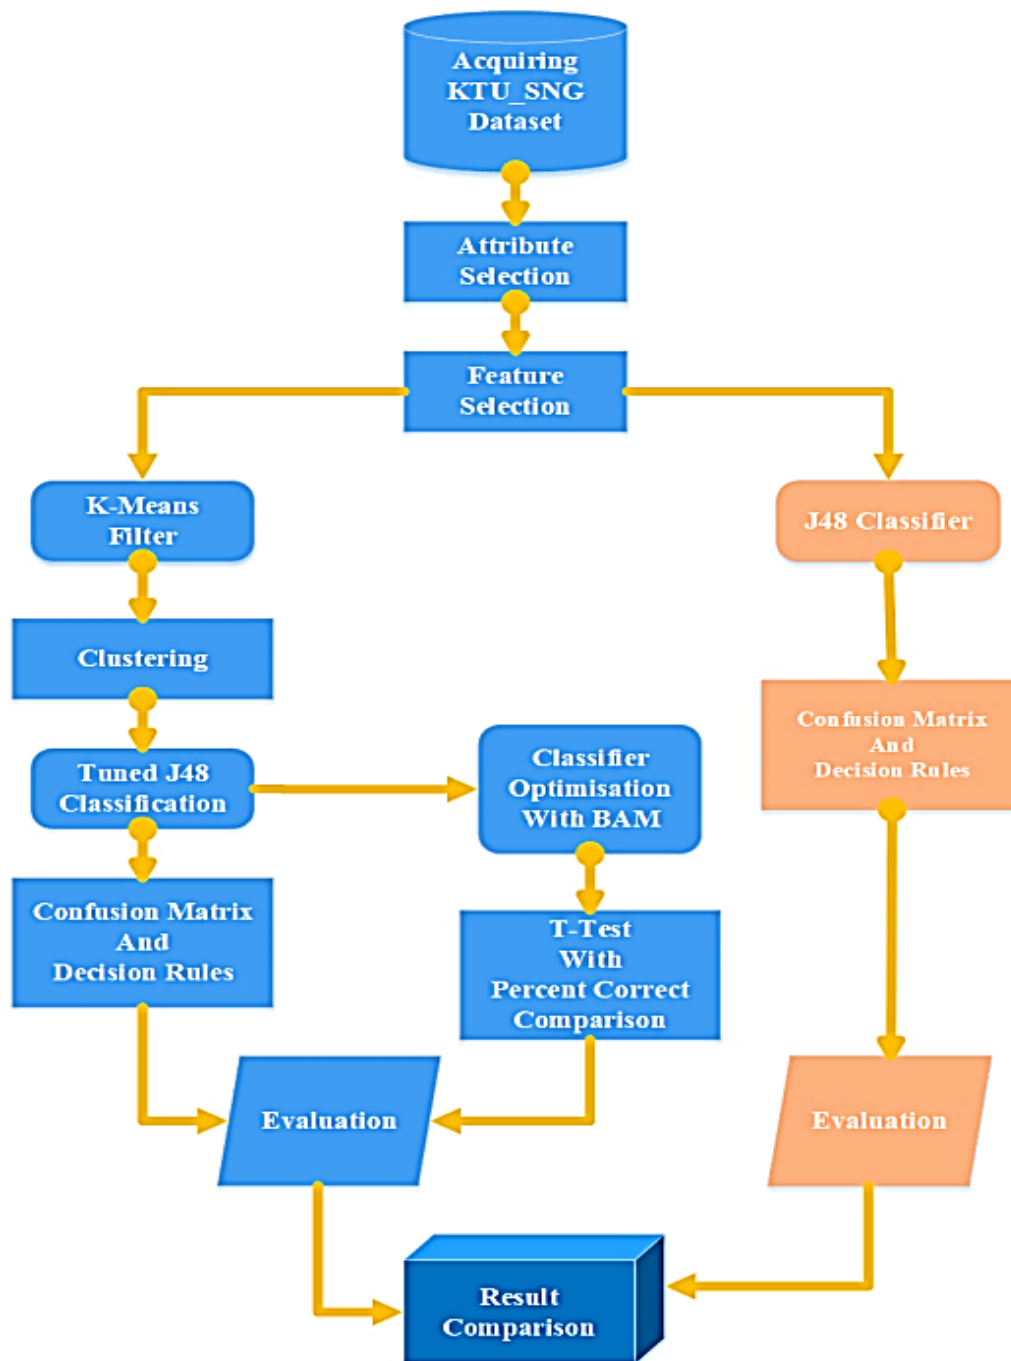 Acquiring
KTU_SNG
Dataset
Attribute
Selection
Feature
Selection
K-Means
Filter
J48 Classifier
Clustering
Confusion Matrix
And
Decision Rules
Tuned J48
Classification
Classifier
Optimisation
With BAM
Confusion Matrix
And
Decision Rules
T-Test
With
Percent Correct
Comparison
Evaluation
Evaluation
Result
Comparison